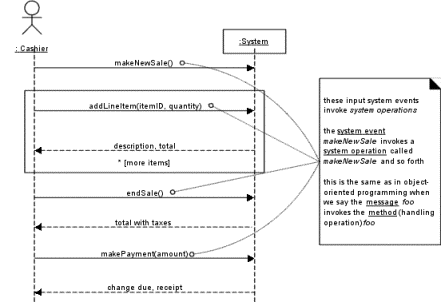 : Cashier
:System
makeNewSale()
addLineItem(itemID, quantity)
description, total
* [more items]
endSale()
total with taxes
makePayment(amount)
change due, receipt
these input system events
invoke system operations
the system event
makeNewSale invokes a
system operation called
makeNewSale and so forth
this is the same as in object-
oriented programming when
we say the message foo
invokes the method (handling
operation) foo